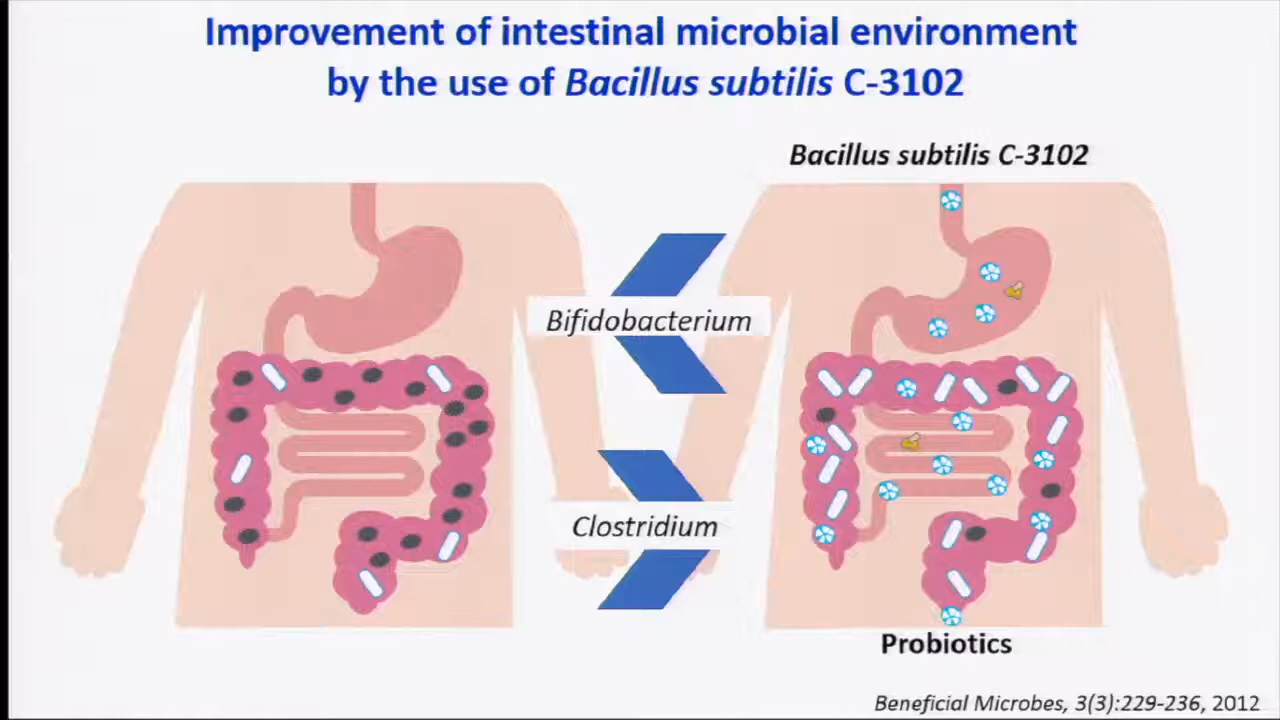 Improvement of intestinal microbial environment
by the use of Bacillus subtilis C-3102
Bacillus subtilis C-3102
Bifidobacterium
Clostridium
Probiotics
Beneficial Microbes, 3(3):229-236, 2012